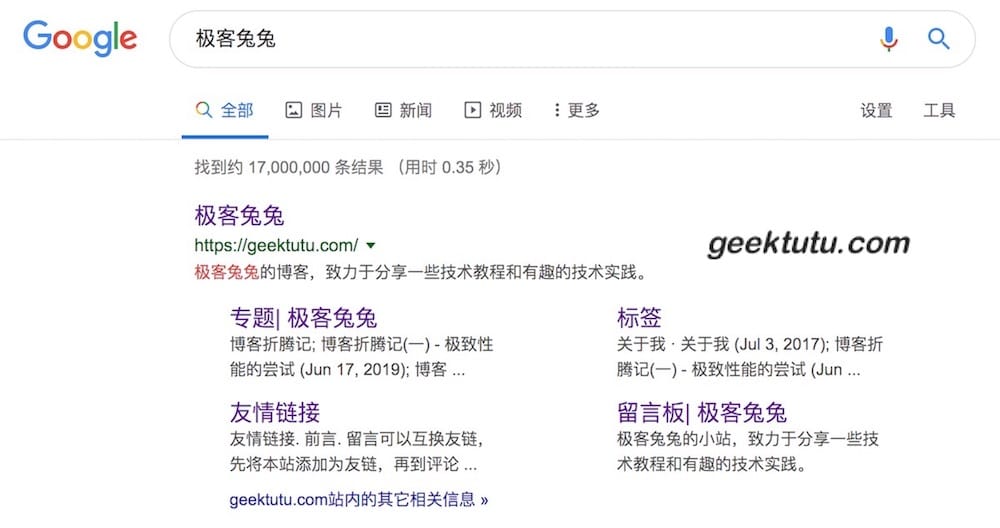 Google
极客兔兔
全部 图片 新闻 视频 更多 设置 工具
找到约 17,000,000 条结果 （用时 0.35 秒）
极客兔兔
https://geektutu.com/
geektutu.com
极客兔兔的博客，致力于分享一些技术教程和有趣的技术实践。
专题| 极客兔兔
博客折腾记; 博客折腾记(一) - 极致性
能的尝试 (Jun 17, 2019); 博客 ...
标签
关于我 · 关于我 (Jul 3, 2017); 博客折
腾记(一) - 极致性能的尝试 (Jun ...
友情链接
友情链接. 前言. 留言可以互换友链，
先将本站添加为友链，再到评论 ...
留言板| 极客兔兔
极客兔兔的小站，致力于分享一些技
术教程和有趣的技术实践。
geektutu.com站内的其它相关信息 »